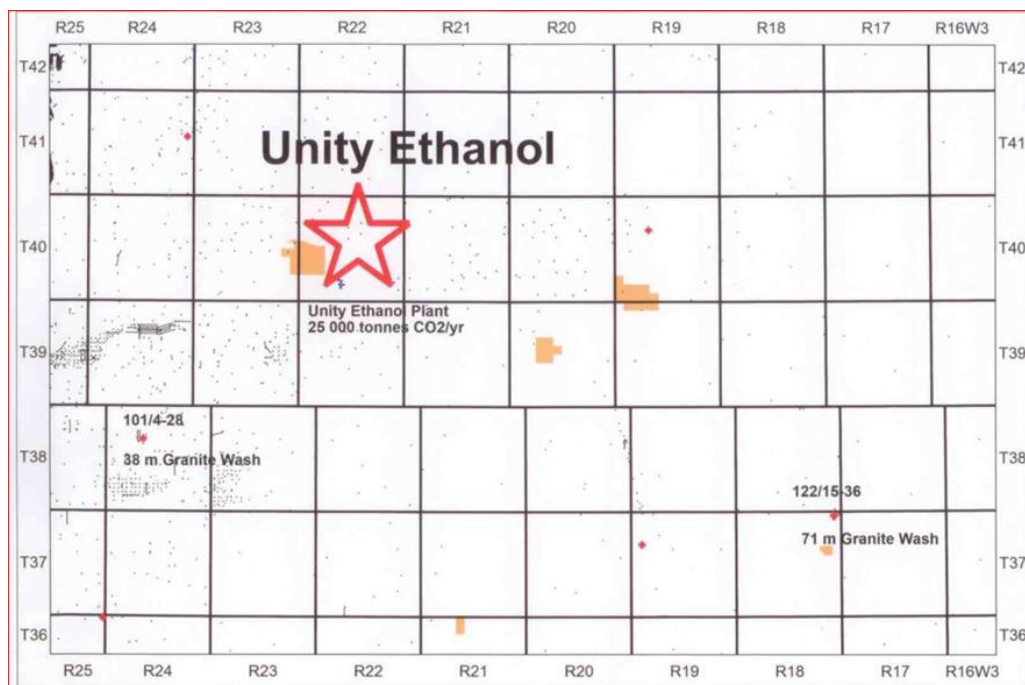 R25 R24 R23 R22 R21 R20 R19 R18 R17 R16W3
T42 T42
T41 T41
Unity Ethanol
T40 T40
Unity Ethanol Plant
25 000 tonnes CO2/yr
T39 T39
101/4-28
T38 T38
38 m Granite Wash
122/15-36
71 m Granite Wash
T37 T37
T36 T36
R25 R24 R23 R22 R21 R20 R19 R18 R17 R16W3